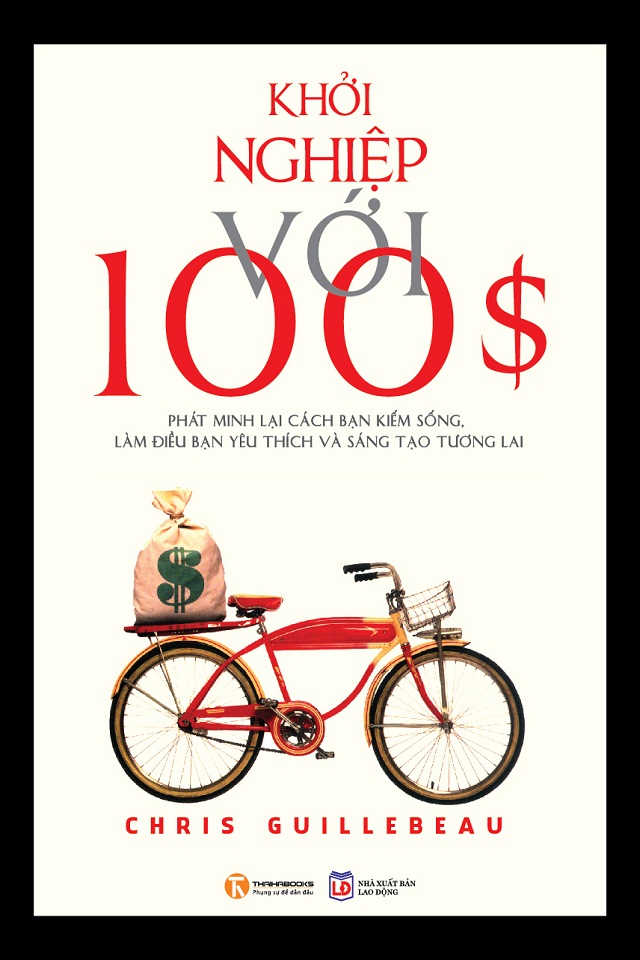 KHỞI
NGHIỆP
VỚI
100$
PHÁT MINH LẠI CÁCH BẠN KIẾM SỐNG,
LÀM ĐIỀU BẠN YÊU THÍCH VÀ SÁNG TẠO TƯƠNG LAI
$
CHRIS GUILLEBEAU
THAIHABOOKS
Phụng sự để dẫn đầu
LĐ
NHÀ XUẤT BẢN
LAO ĐỘNG